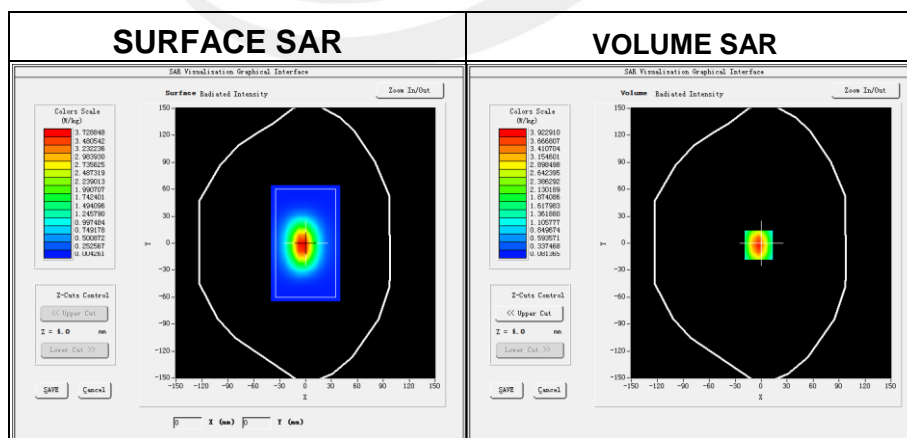 SURFACE SAR
VOLUME SAR
SAR Visualisation Graphical Interface
Surface Radiated Intensity
Zoom In/Out
Colors Scale
(W/kg)
3.728848
3.480542
3.232236
2.983930
2.735625
2.487319
2.239013
1.990707
1.742401
1.494096
1.245790
0.997484
0.749178
0.500872
0.252567
0.004261
Z-Cuts Control
<< Upper Cut
mm
Lower Cut >>
SAVE
Cancel
150
120
90
60
30
0
-30
-60
-90
-120
-150
Y
-150 -120 -90 -60 -30 0 30 60 90 120 150
X
0 X (mm) 0 Y (mm)
SAR Visualisation Graphical Interface
Volume Radiated Intensity
Zoom In/Out
Colors Scale
(W/kg)
3.922910
3.666807
3.410704
3.154601
2.898498
2.642395
2.386292
2.130189
1.874086
1.617983
1.361880
1.105777
0.849674
0.593571
0.337468
0.081365
Z-Cuts Control
<< Upper Cut
mm
Lower Cut >>
SAVE
Cancel
150
120
90
60
30
0
-30
-60
-90
-120
-150
Y
-150 -120 -90 -60 -30 0 30 60 90 120 150
X